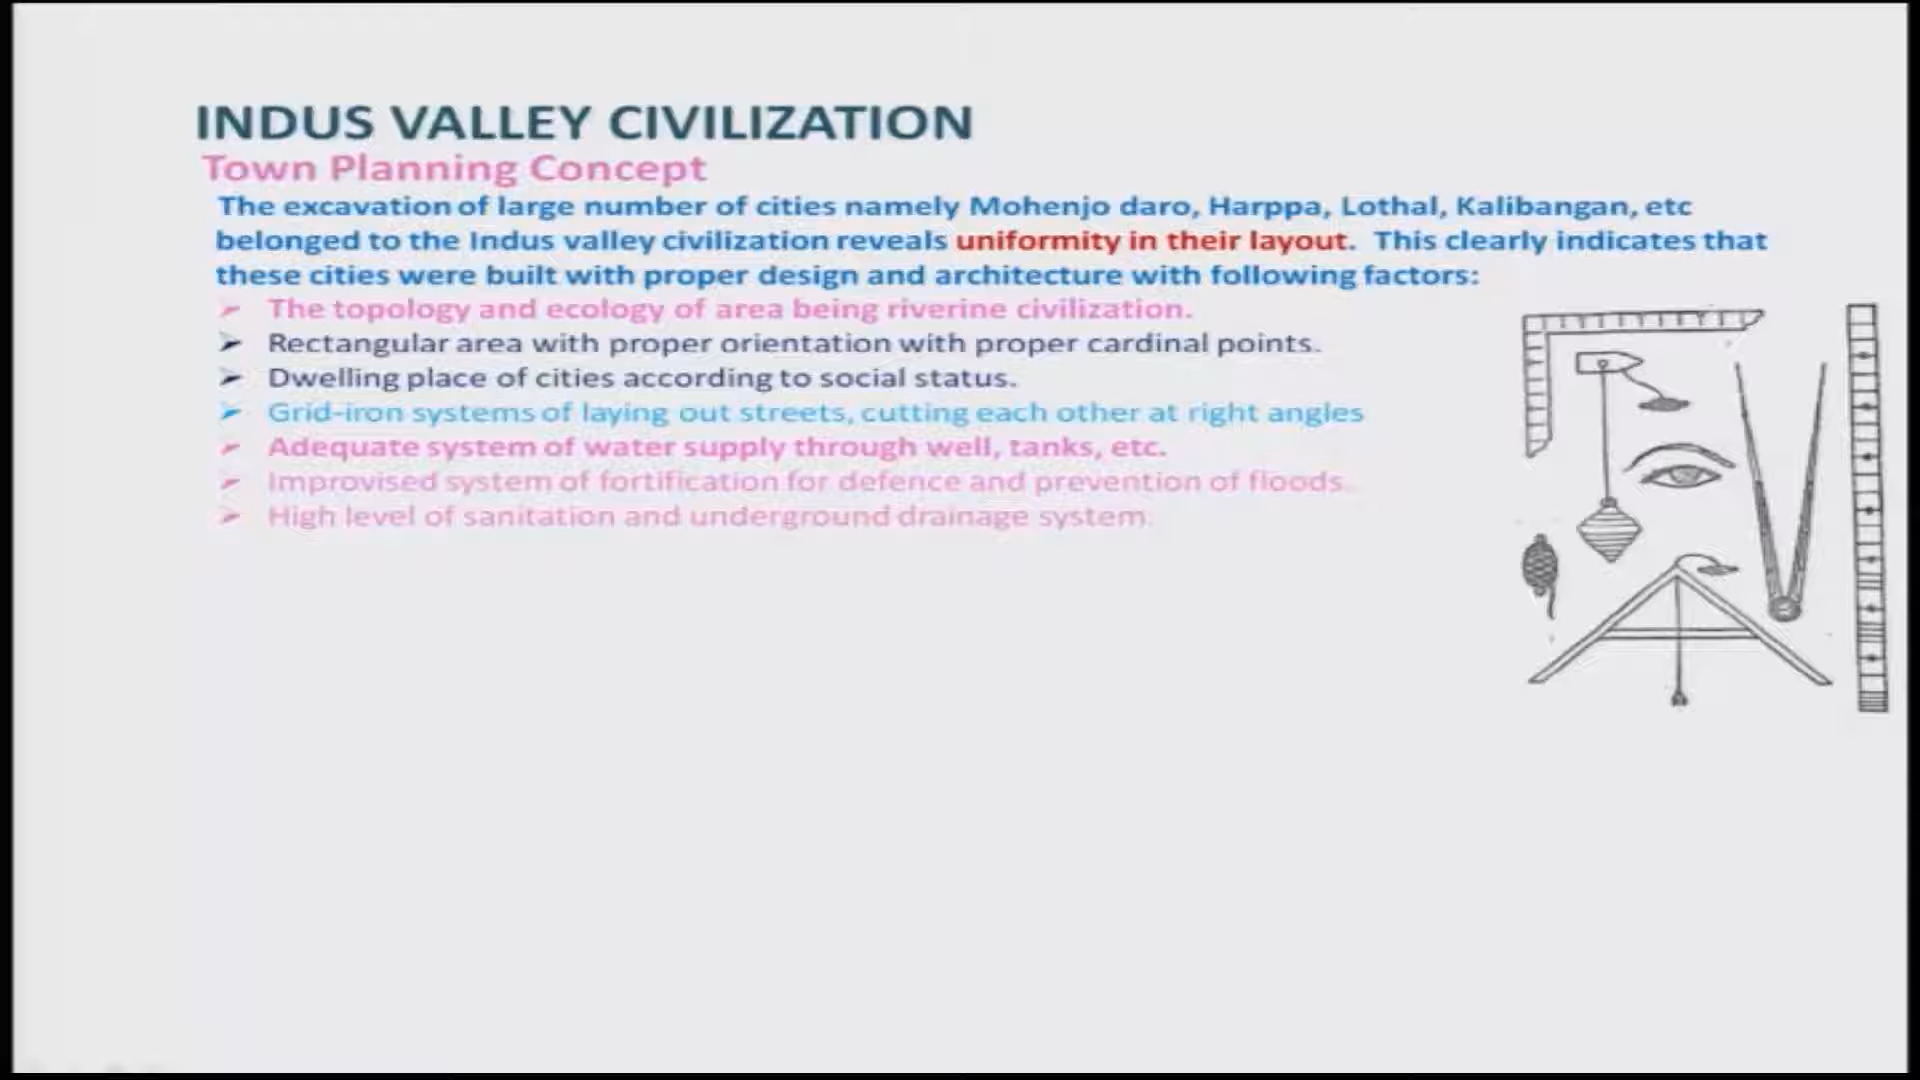 INDUS VALLEY CIVILIZATION
Town Planning Concept
The excavation of large number of cities namely Mohenjo daro, Harppa, Lothal, Kalibangan, etc
belonged to the Indus valley civilization reveals uniformity in their layout. This clearly indicates that
these cities were built with proper design and architecture with following factors:
➢ The topology and ecology of area being riverine civilization.
➢ Rectangular area with proper orientation with proper cardinal points.
➢ Dwelling place of cities according to social status.
➢ Grid-iron systems of laying out streets, cutting each other at right angles
➢ Adequate system of water supply through well, tanks, etc.
➢ Improvised system of fortification for defence and prevention of floods.
➢ High level of sanitation and underground drainage system.